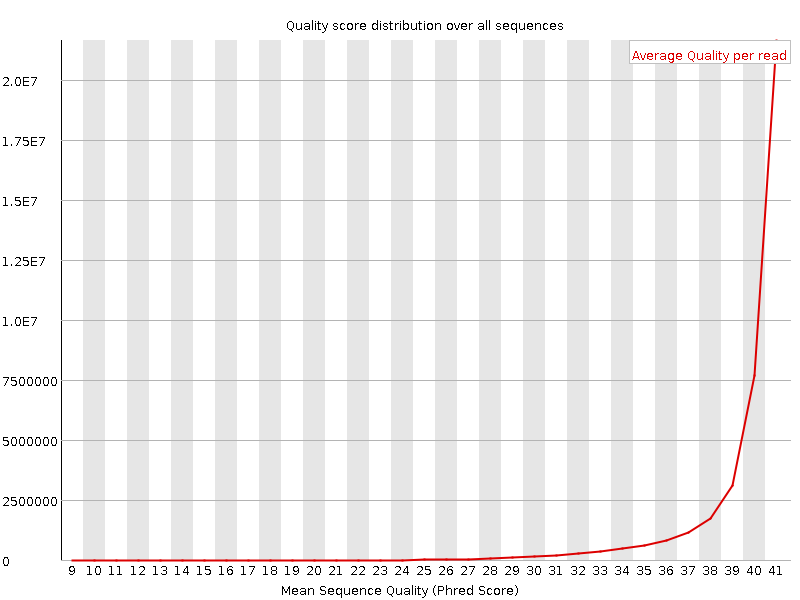 Quality score distribution over all sequences
Average Quality per read
2.0E7
1.75E7
1.5E7
1.25E7
1.0E7
7500000
5000000
2500000
0
9 10 11 12 13 14 15 16 17 18 19 20 21 22 23 24 25 26 27 28 29 30 31 32 33 34 35 36 37 38 39 40 41
Mean Sequence Quality (Phred Score)